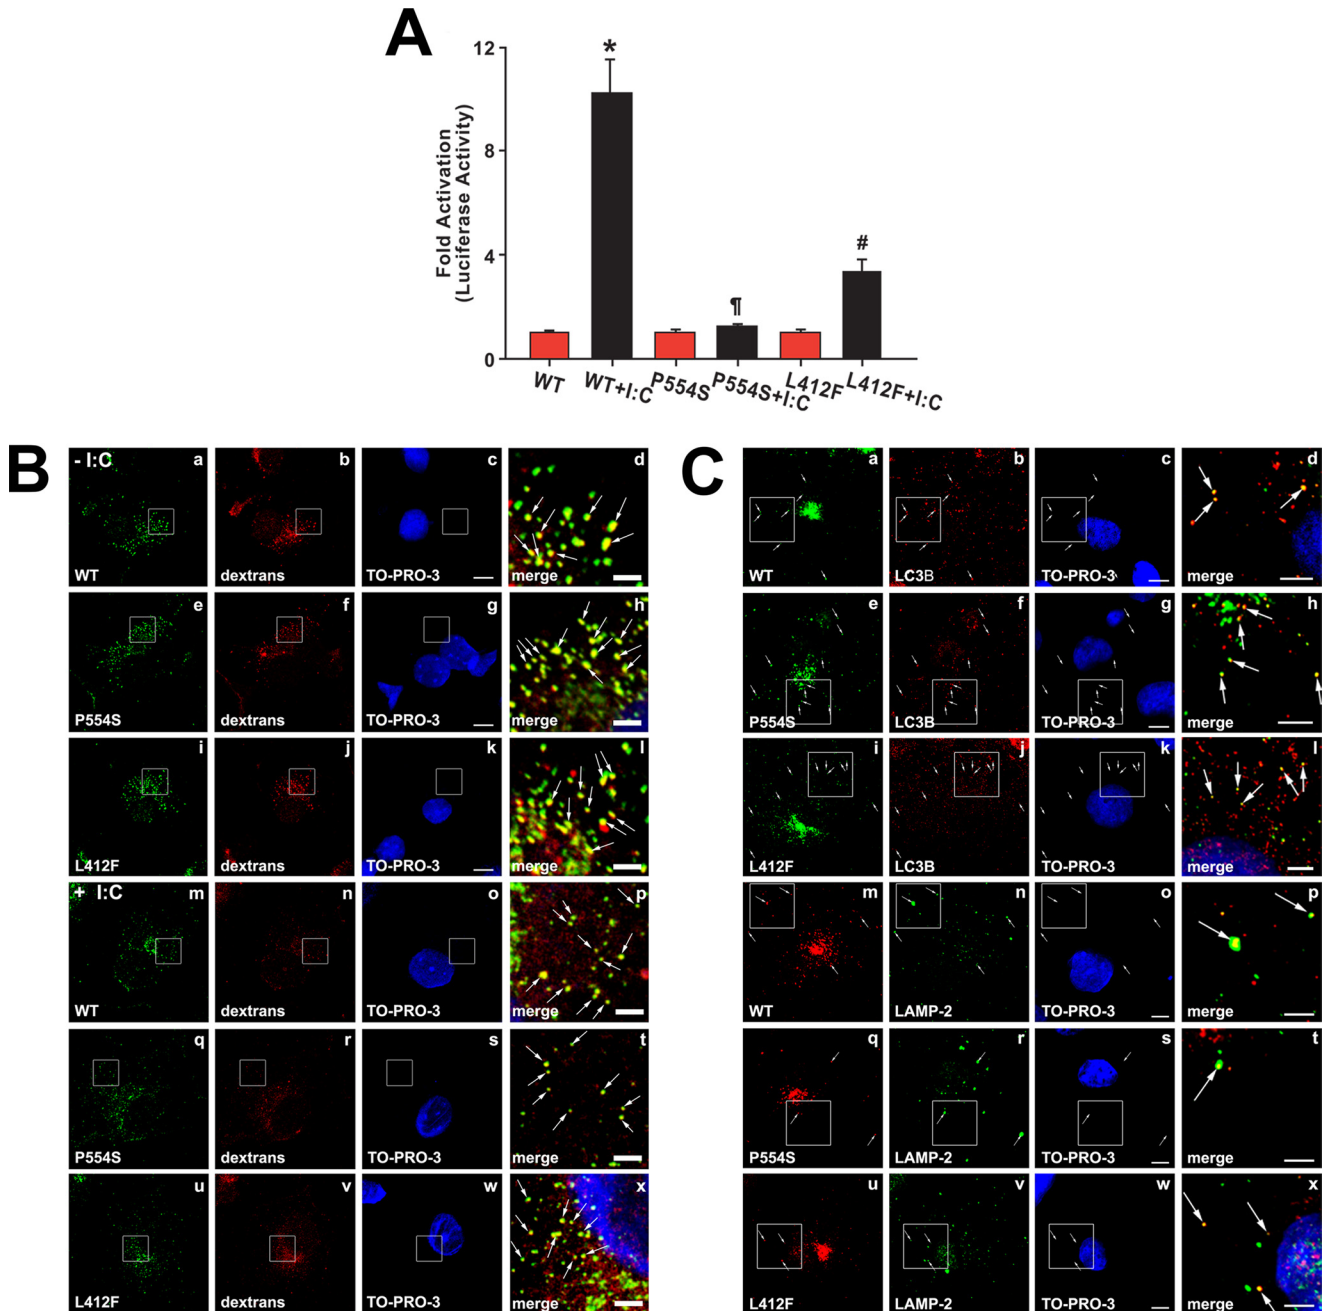 A
Fold Activation
(Luciferase Activity)
12
8
4
0
*
¶
#
WT
WT+I:C
P554S
P554S+I:C
L412F
L412F+I:C
B
- I:C a b c d
WT dextrans TO-PRO-3 merge
e f g h
P554S dextrans TO-PRO-3 merge
i j k l
L412F dextrans TO-PRO-3 merge
+ I:C m n o p
WT dextrans TO-PRO-3 merge
q r s t
P554S dextrans TO-PRO-3 merge
u v w x
L412F dextrans TO-PRO-3 merge
C
a b c d
WT LC3B TO-PRO-3 merge
e f g h
P554S LC3B TO-PRO-3 merge
i j k l
L412F LC3B TO-PRO-3 merge
m n o p
WT LAMP-2 TO-PRO-3 merge
q r s t
P554S LAMP-2 TO-PRO-3 merge
u v w x
L412F LAMP-2 TO-PRO-3 merge